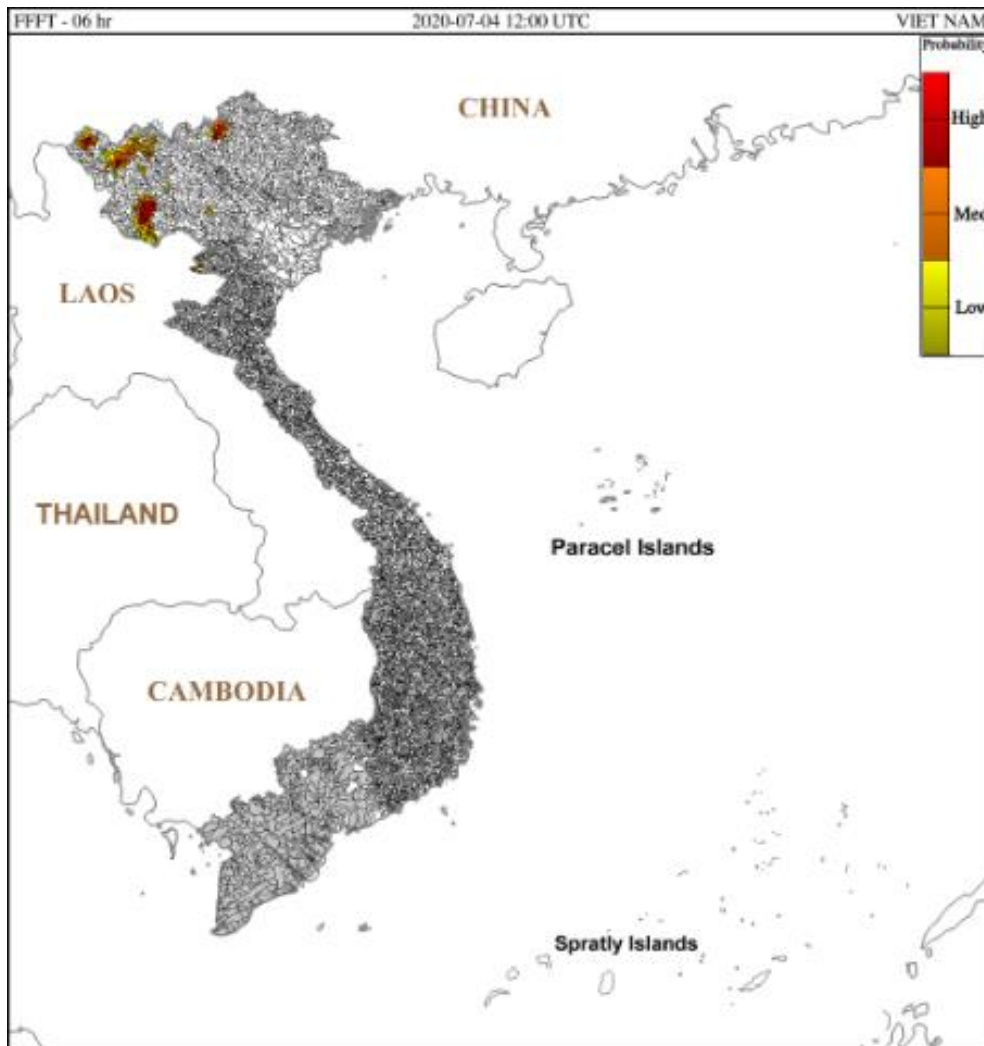 FFFT - 06 hr 2020-07-04 12:00 UTC VIET NAM
Probability
High
Med
Low
CHINA
LAOS
THAILAND
Paracel Islands
CAMBODIA
Spratly Islands